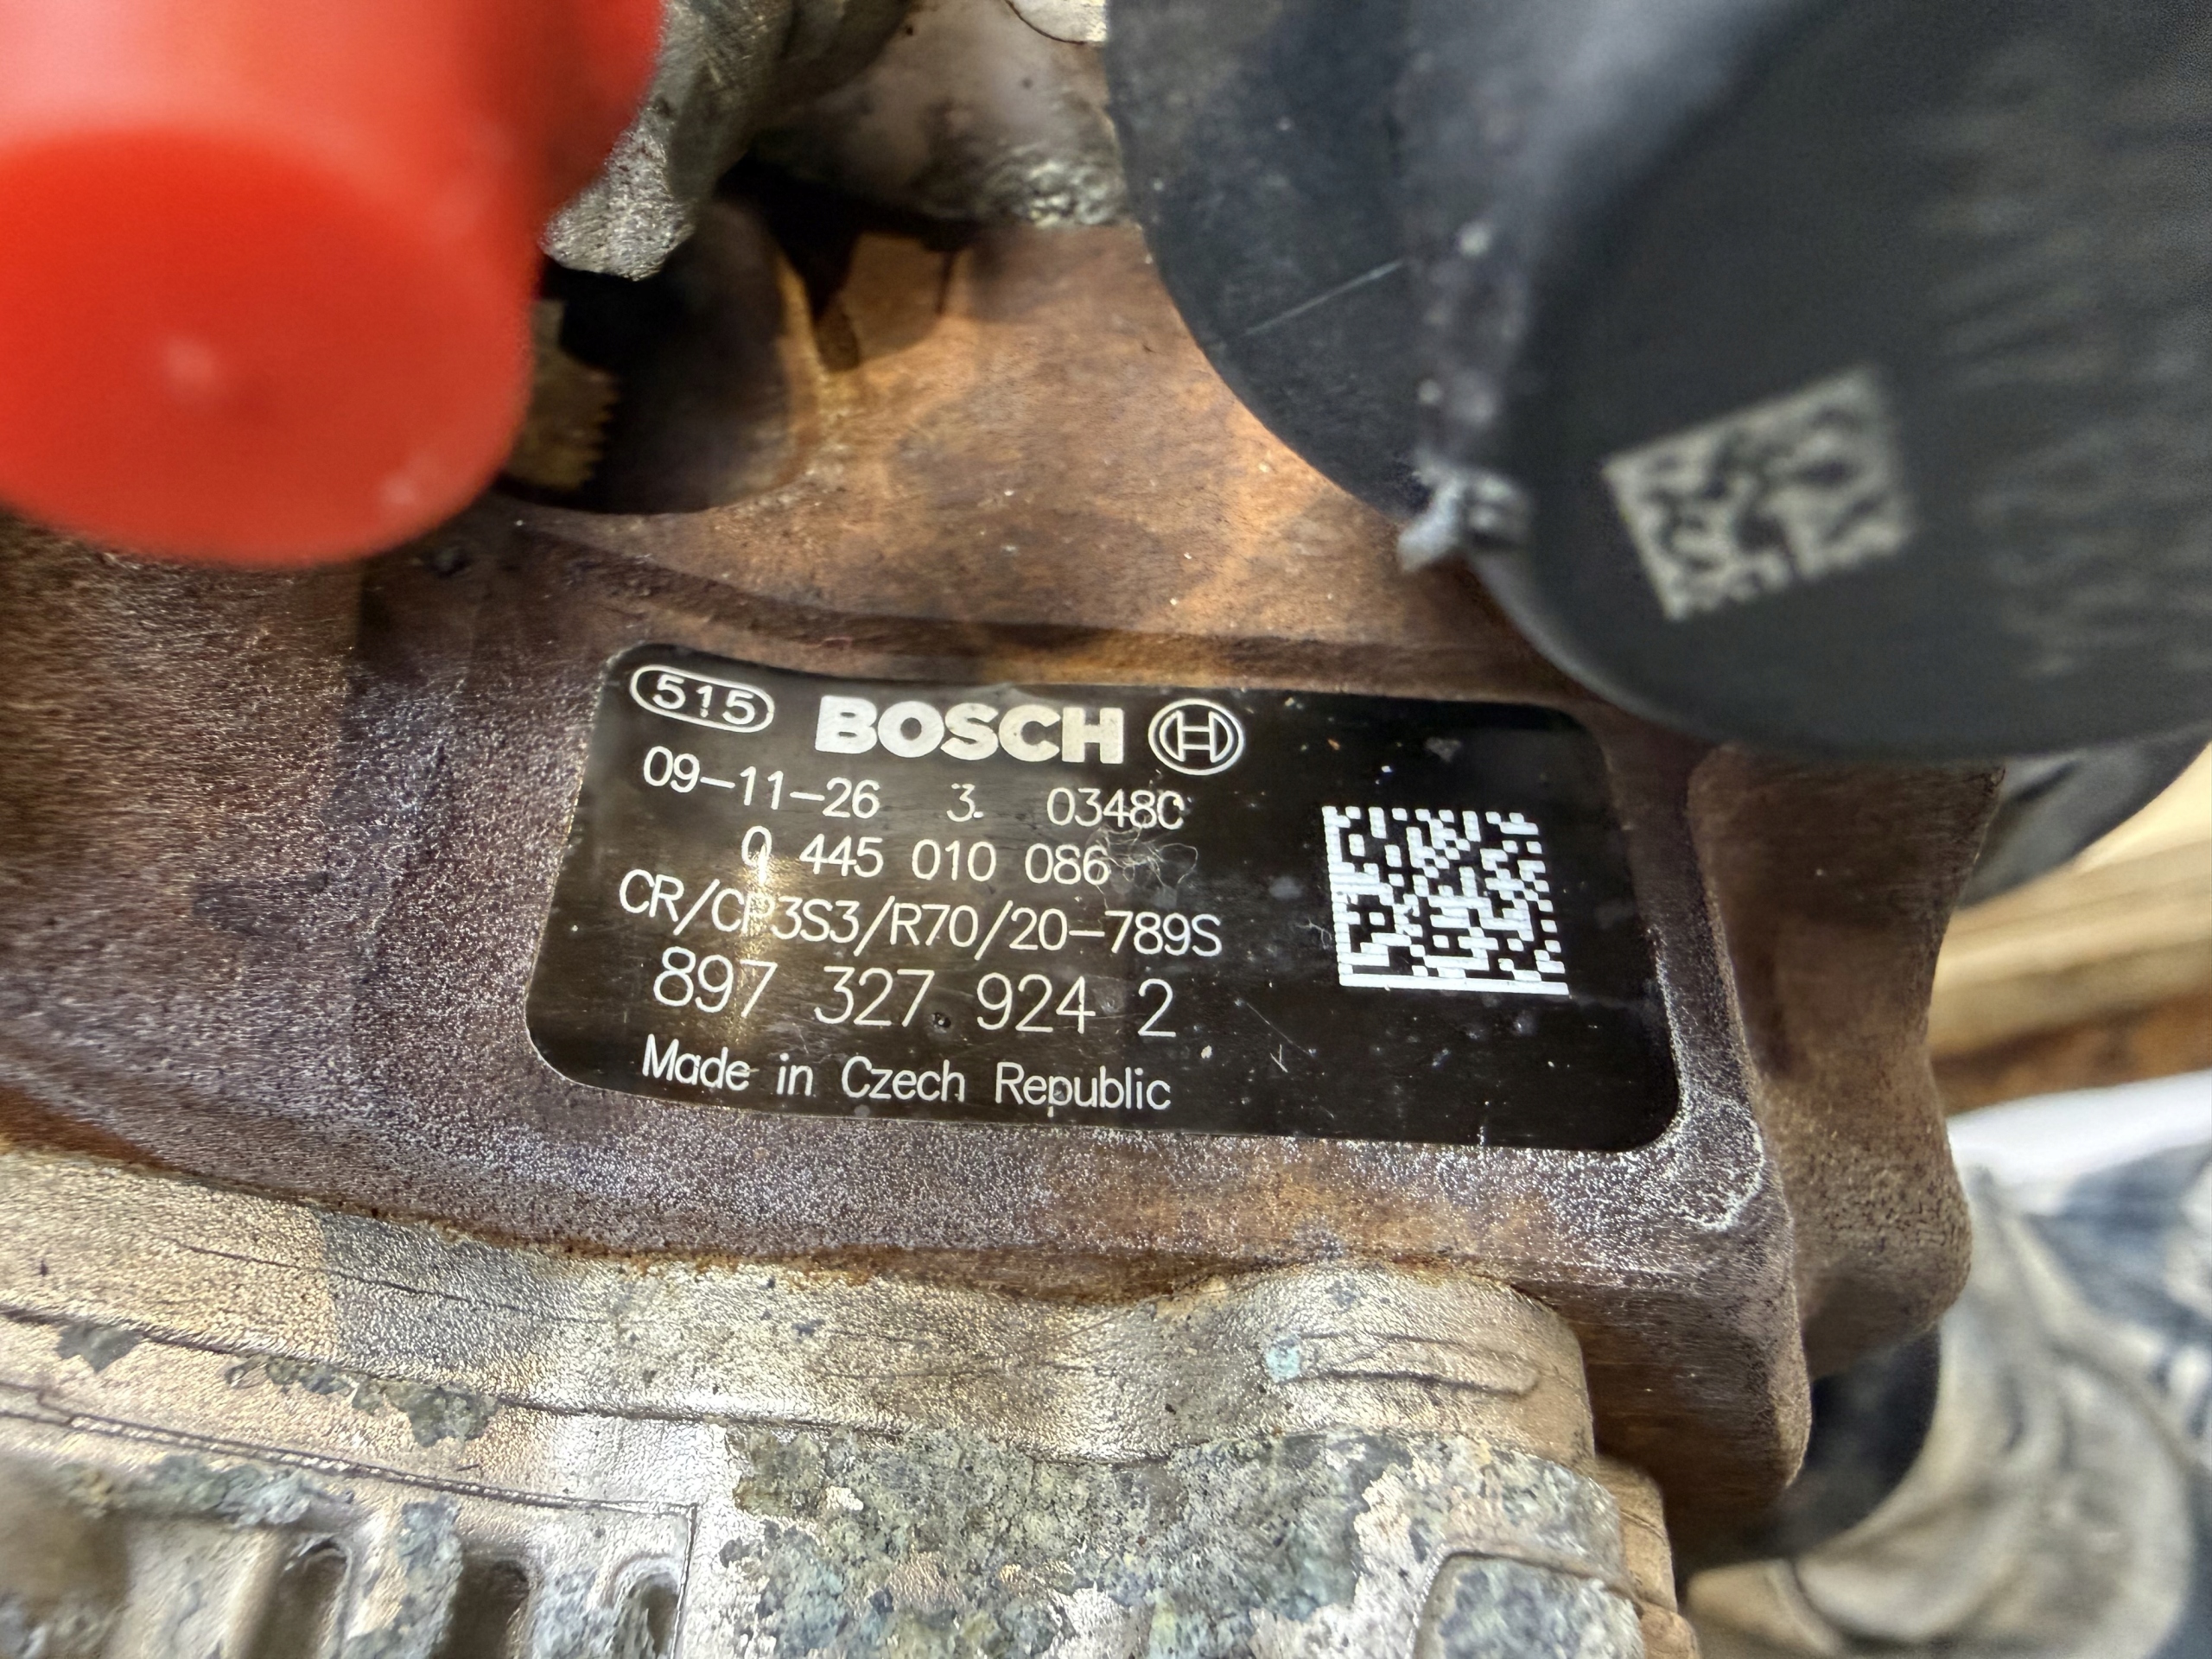 515 BOSCH
09-11-26 3. 03480
0 445 010 086
CR/CP3S3/R70/20-789S
897 327 924 2
Made in Czech Republic